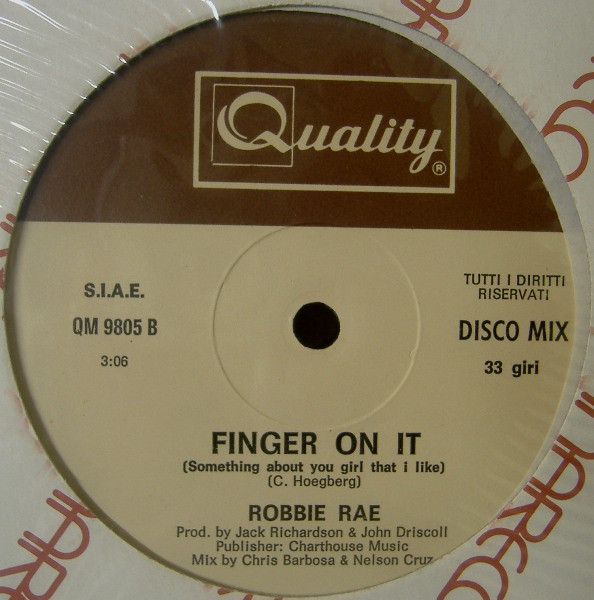 Quality®
S.I.A.E.
QM 9805 B
3:06
TUTTI I DIRITTI
RISERVATI
DISCO MIX
33 giri
FINGER ON IT
(Something about you girl that i like)
(C. Hoegberg)
ROBBIE RAE
Prod. by Jack Richardson & John Driscoll
Publisher: Charthouse Music
Mix by Chris Barbosa & Nelson Cruz